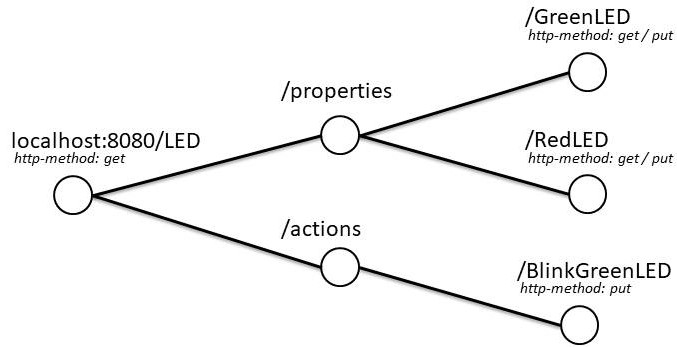 /GreenLED
http-method: get / put
/properties
localhost:8080/LED
http-method: get
/RedLED
http-method: get / put
/actions
/BlinkGreenLED
http-method: put